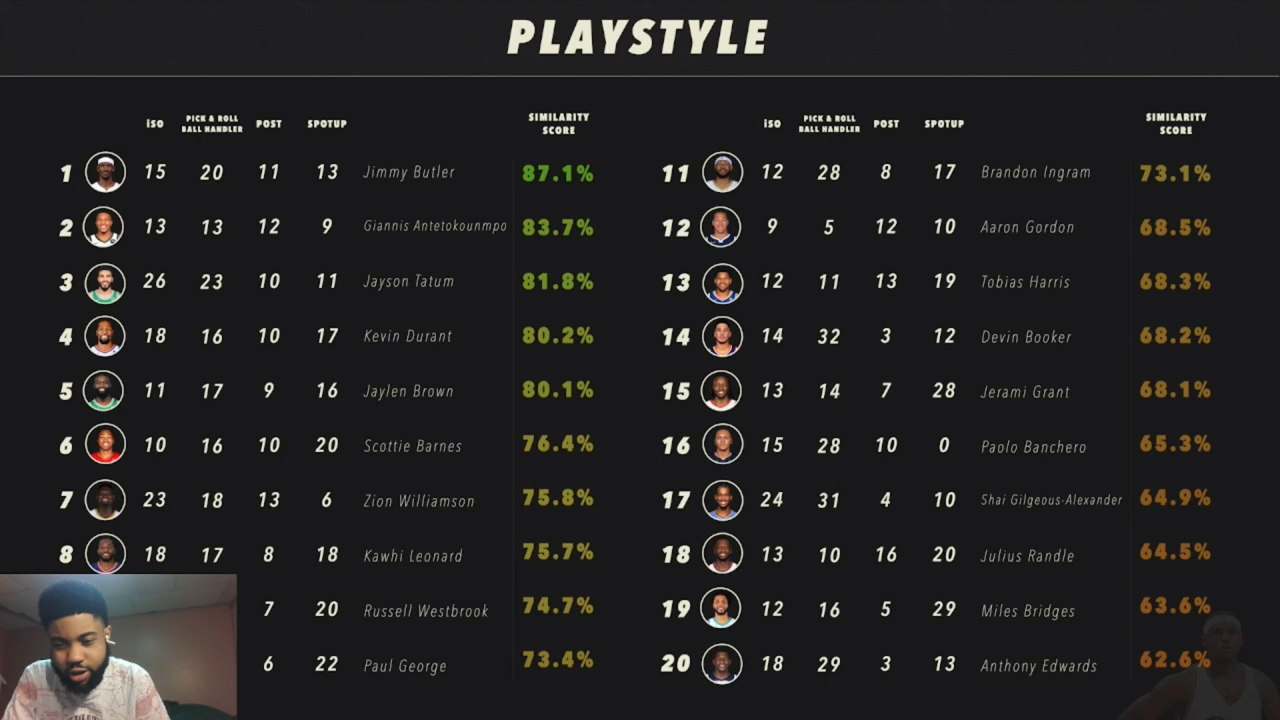 PLAYSTYLE
iSO PICK & ROLL BALL HANDLER POST SPOTUP SIMILARITY SCORE
1 15 20 11 13 Jimmy Butler 87.1%
2 13 13 12 9 Giannis Antetokounmpo 83.7%
3 26 23 10 11 Jayson Tatum 81.8%
4 18 16 10 17 Kevin Durant 80.2%
5 11 17 9 16 Jaylen Brown 80.1%
6 10 16 10 20 Scottie Barnes 76.4%
7 23 18 13 6 Zion Williamson 75.8%
8 18 17 8 18 Kawhi Leonard 75.7%
7 20 Russell Westbrook 74.7%
6 22 Paul George 73.4%
iSO PICK & ROLL BALL HANDLER POST SPOTUP SIMILARITY SCORE
11 12 28 8 17 Brandon Ingram 73.1%
12 9 5 12 10 Aaron Gordon 68.5%
13 12 11 13 19 Tobias Harris 68.3%
14 14 32 3 12 Devin Booker 68.2%
15 13 14 7 28 Jerami Grant 68.1%
16 15 28 10 0 Paolo Banchero 65.3%
17 24 31 4 10 Shai Gilgeous-Alexander 64.9%
18 13 10 16 20 Julius Randle 64.5%
19 12 16 5 29 Miles Bridges 63.6%
20 18 29 3 13 Anthony Edwards 62.6%